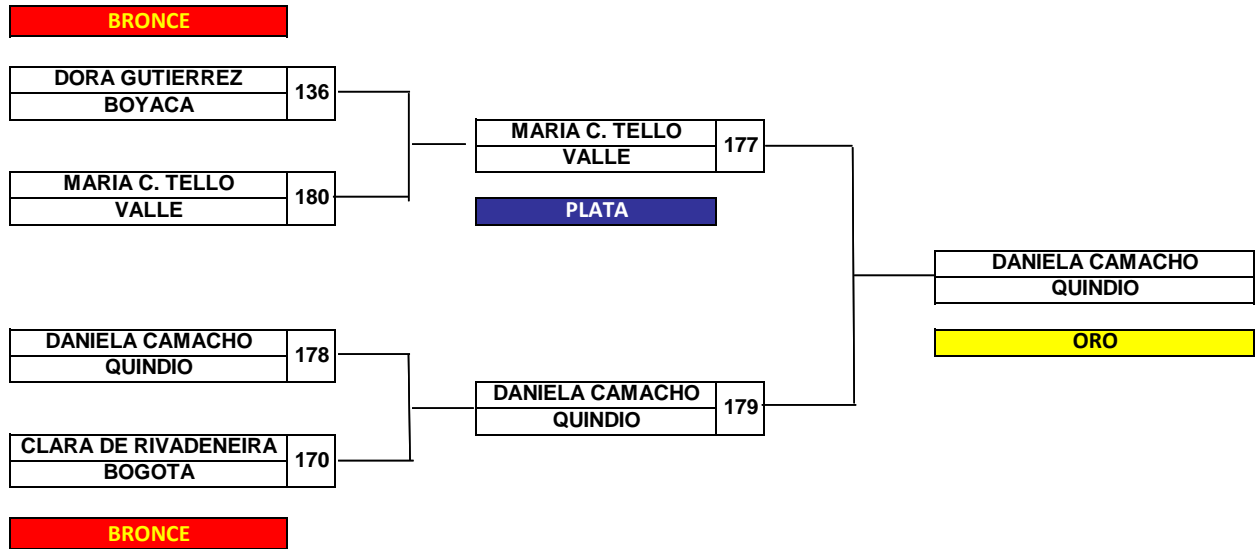 BRONCE
DORA GUTIERREZ
136
BOYACA
MARIA C. TELLO
177
VALLE
MARIA C. TELLO
180
VALLE
PLATA
DANIELA CAMACHO
QUINDIO
DANIELA CAMACHO
178
QUINDIO
ORO
DANIELA CAMACHO
179
QUINDIO
CLARA DE RIVADENEIRA
170
BOGOTA
BRONCE